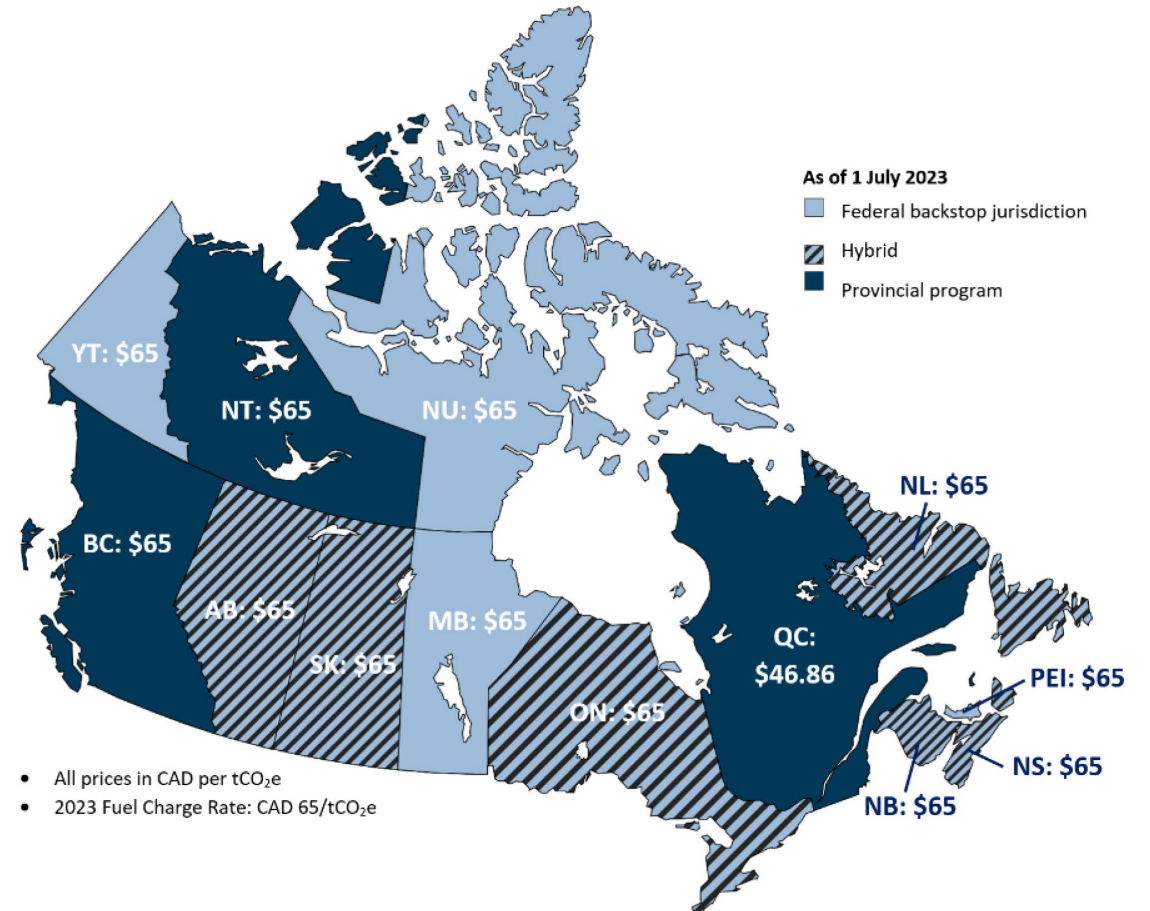 As of 1 July 2023
Federal backstop jurisdiction
Hybrid
Provincial program
YT: $65
NT: $65
NU: $65
NL: $65
BC: $65
AB: $65
MB: $65
SK: $65
QC:
$46.86
PEI: $65
ON: $65
NS: $65
NB: $65
• All prices in CAD per tCO₂e
• 2023 Fuel Charge Rate: CAD 65/tCO₂e